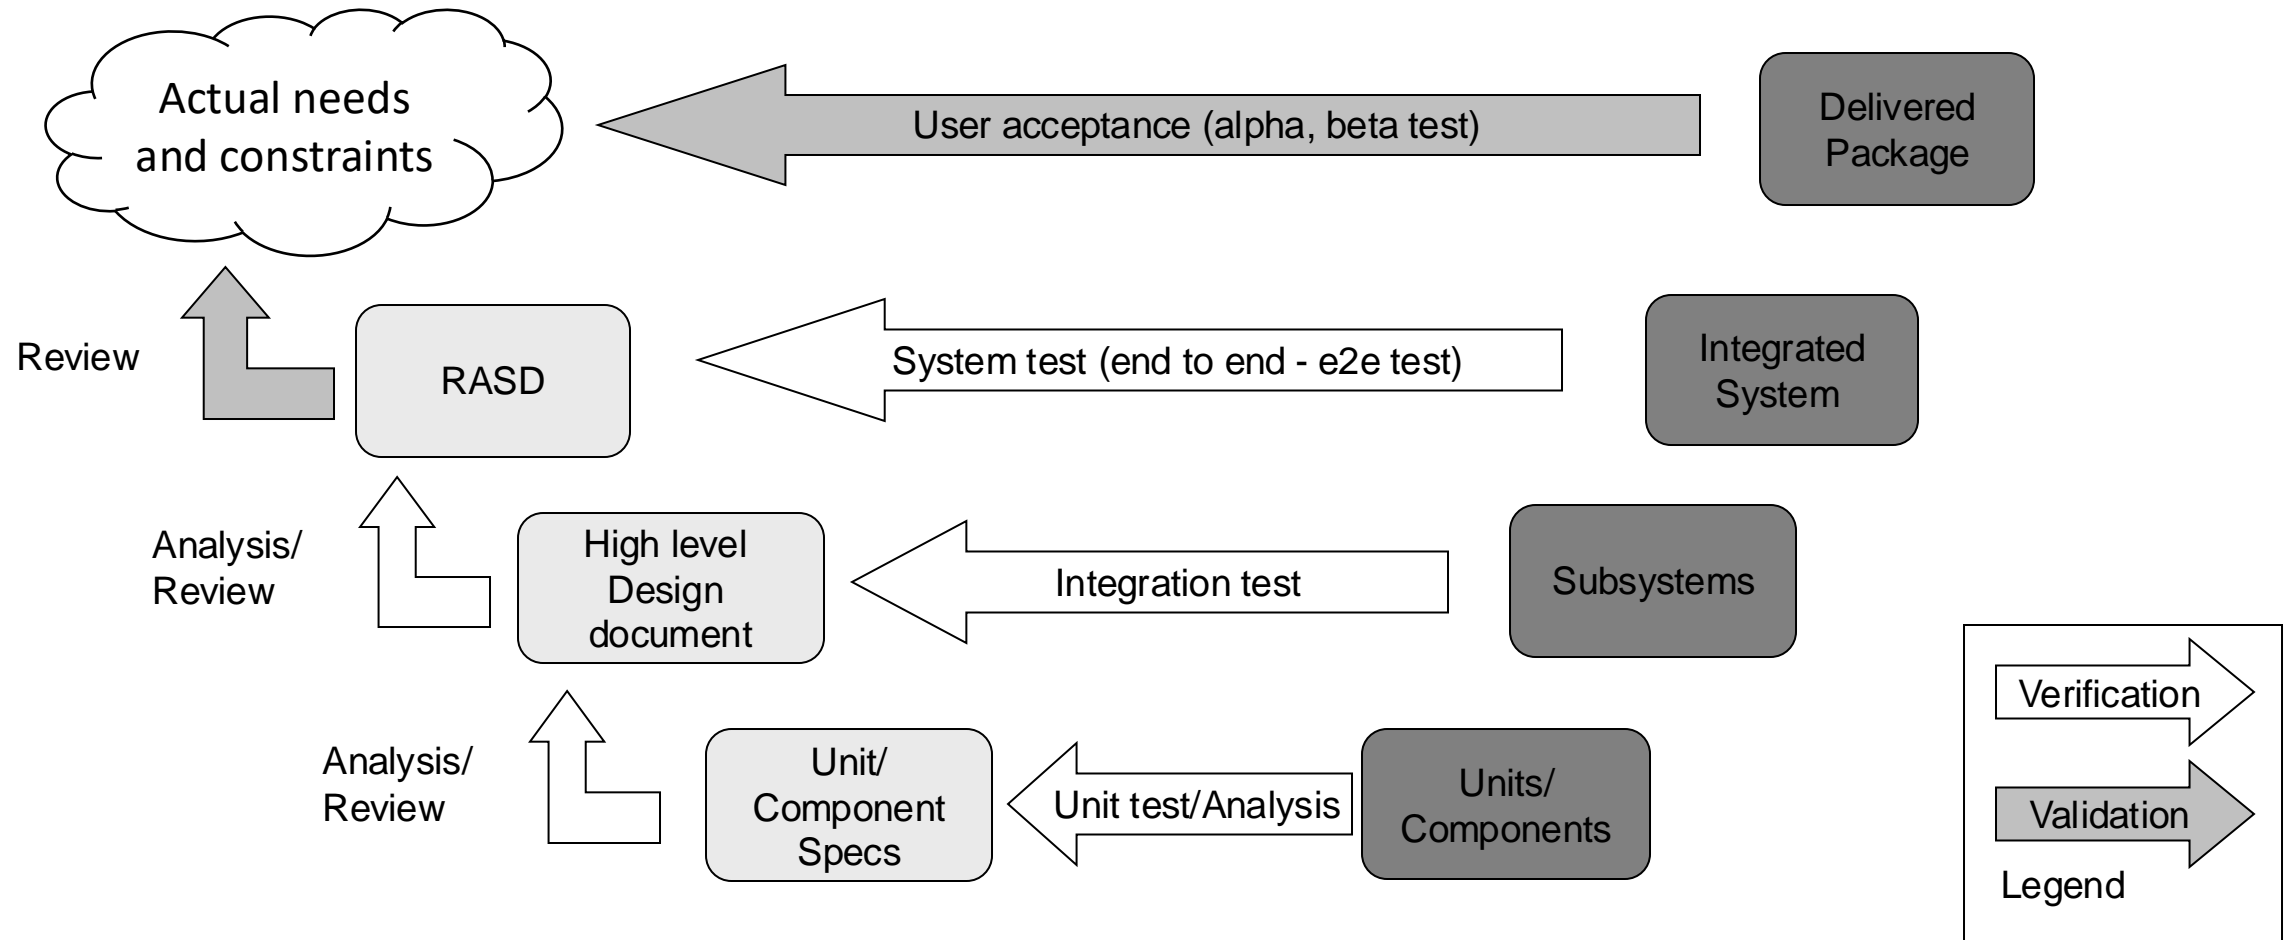 Actual needs
and constraints
User acceptance (alpha, beta test)
Delivered
Package
Review
RASD
System test (end to end - e2e test)
Integrated
System
Analysis/
Review
High level
Design
document
Integration test
Subsystems
Analysis/
Review
Unit/
Component
Specs
Unit test/Analysis
Units/
Components
Verification
Validation
Legend